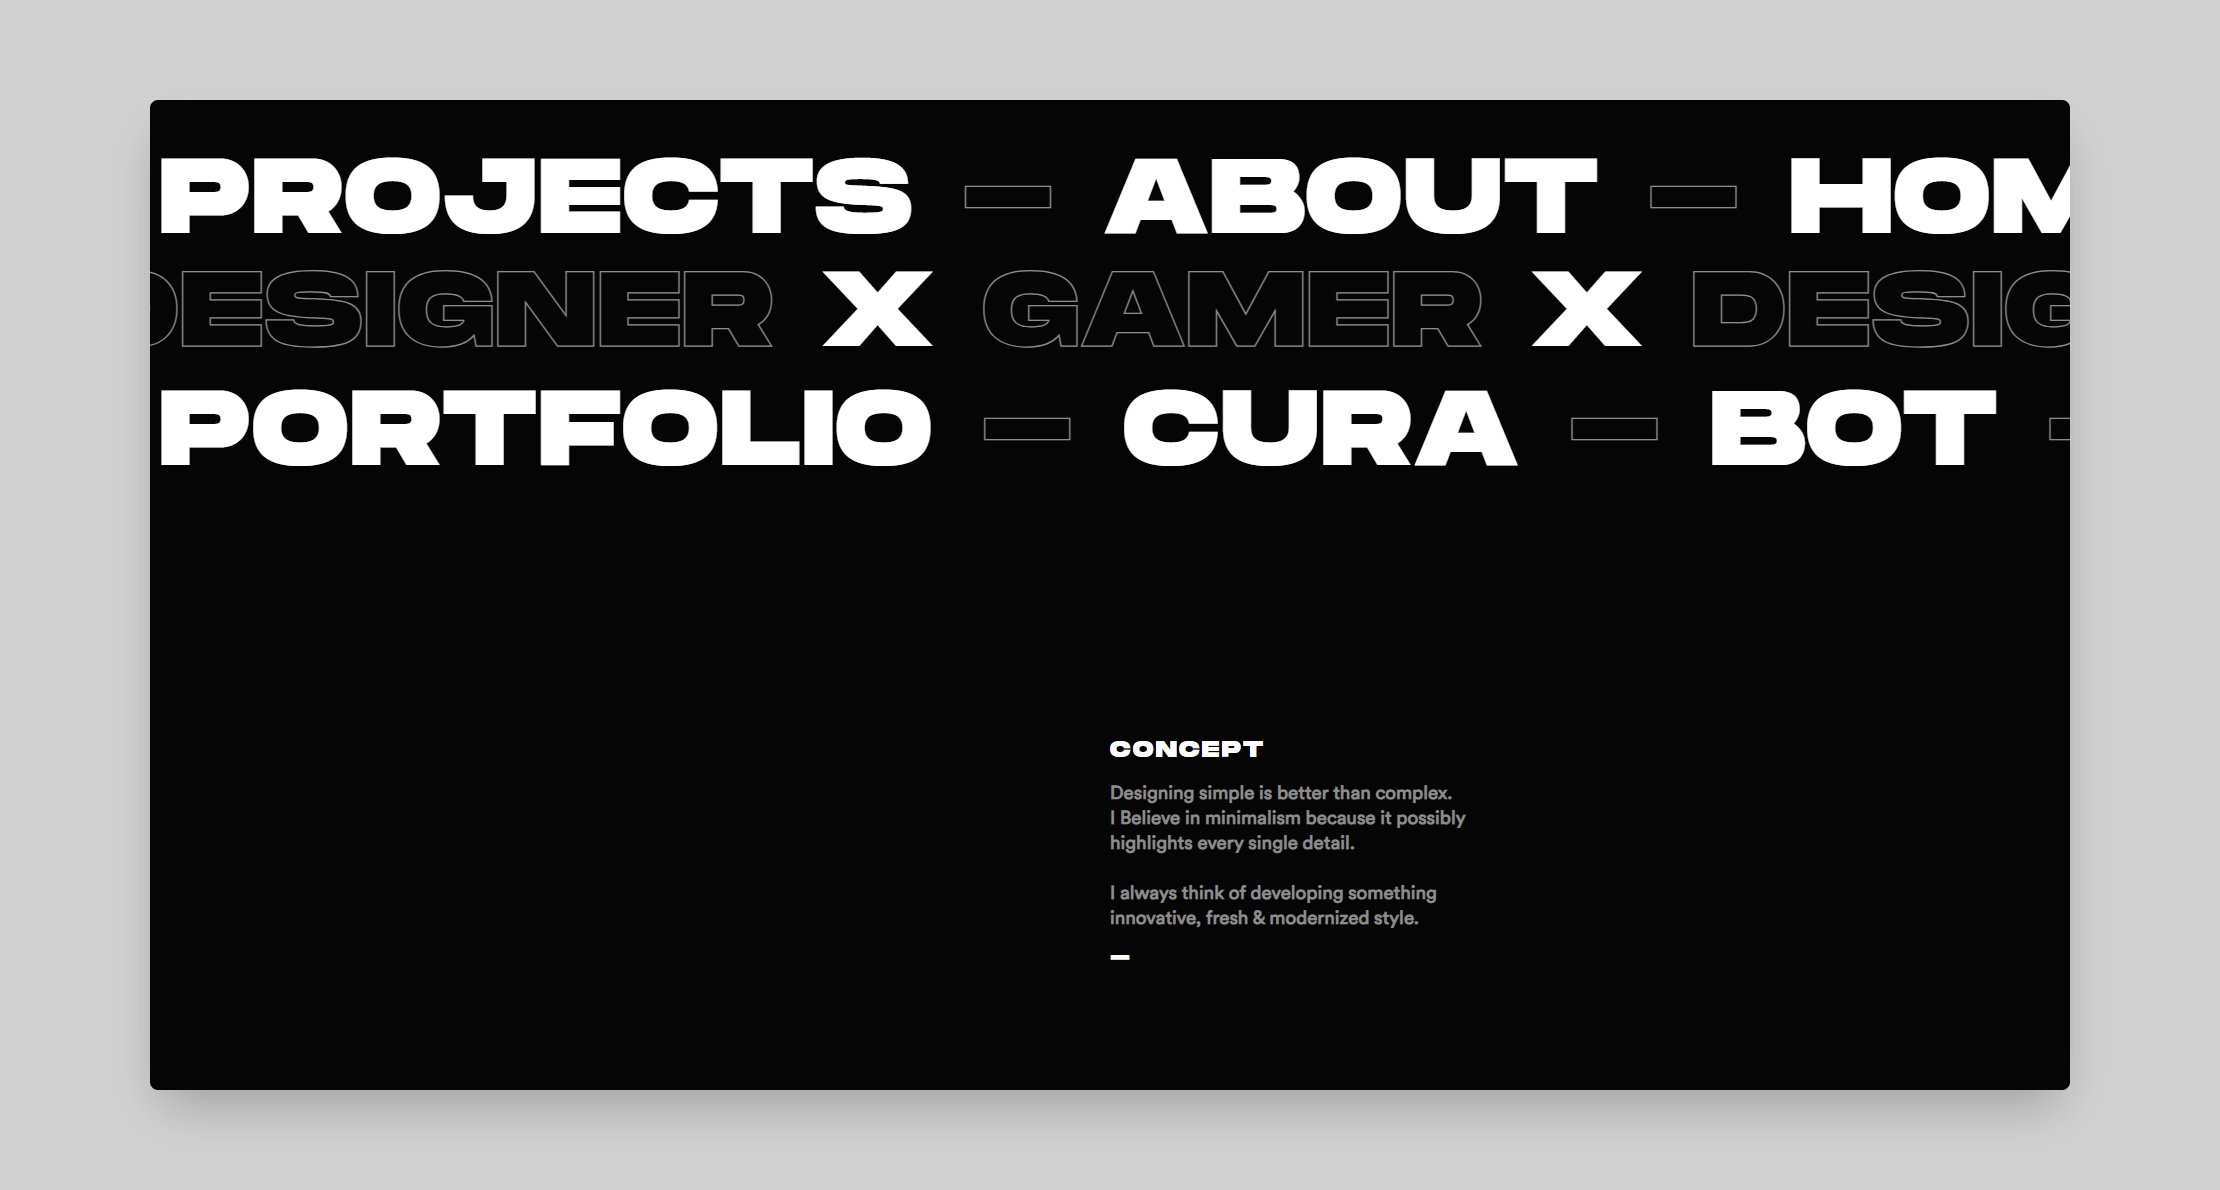 PROJECTS — ABOUT — HOM
DESIGNER X GAMER X DESIG
PORTFOLIO — CURA — BOT —
CONCEPT
Designing simple is better than complex.
I Believe in minimalism because it possibly
highlights every single detail.
I always think of developing something
innovative, fresh & modernized style.
—